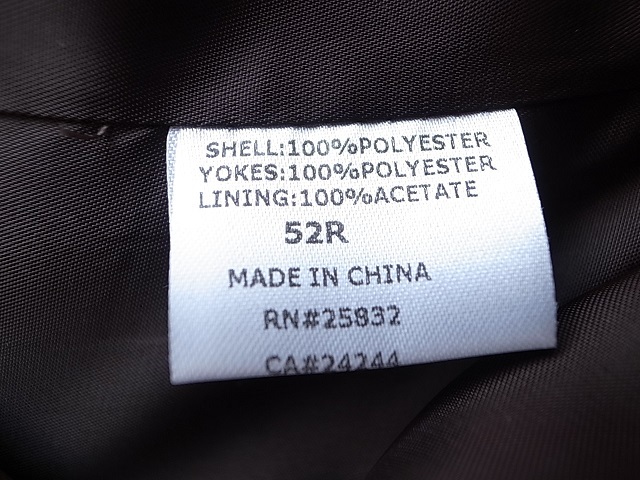 SHELL:100%POLYESTER
YOKES:100%POLYESTER
LINING:100%ACETATE
52R
MADE IN CHINA
RN#25832
CA#24244